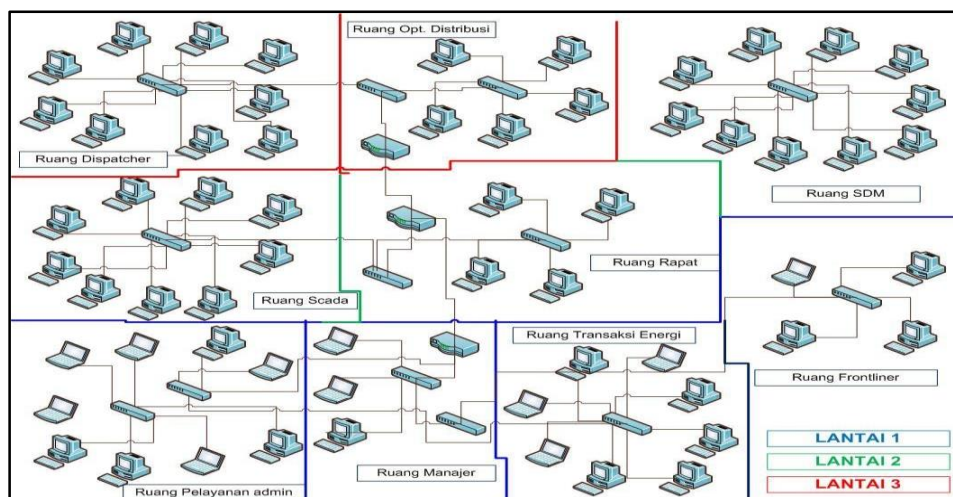 Ruang Opt. Distribusi
Ruang Dispatcher
Ruang SDM
Ruang Rapat
Ruang Scada
Ruang Transaksi Energi
Ruang Frontliner
Ruang Manajer
Ruang Pelayanan admin
LANTAI 1
LANTAI 2
LANTAI 3